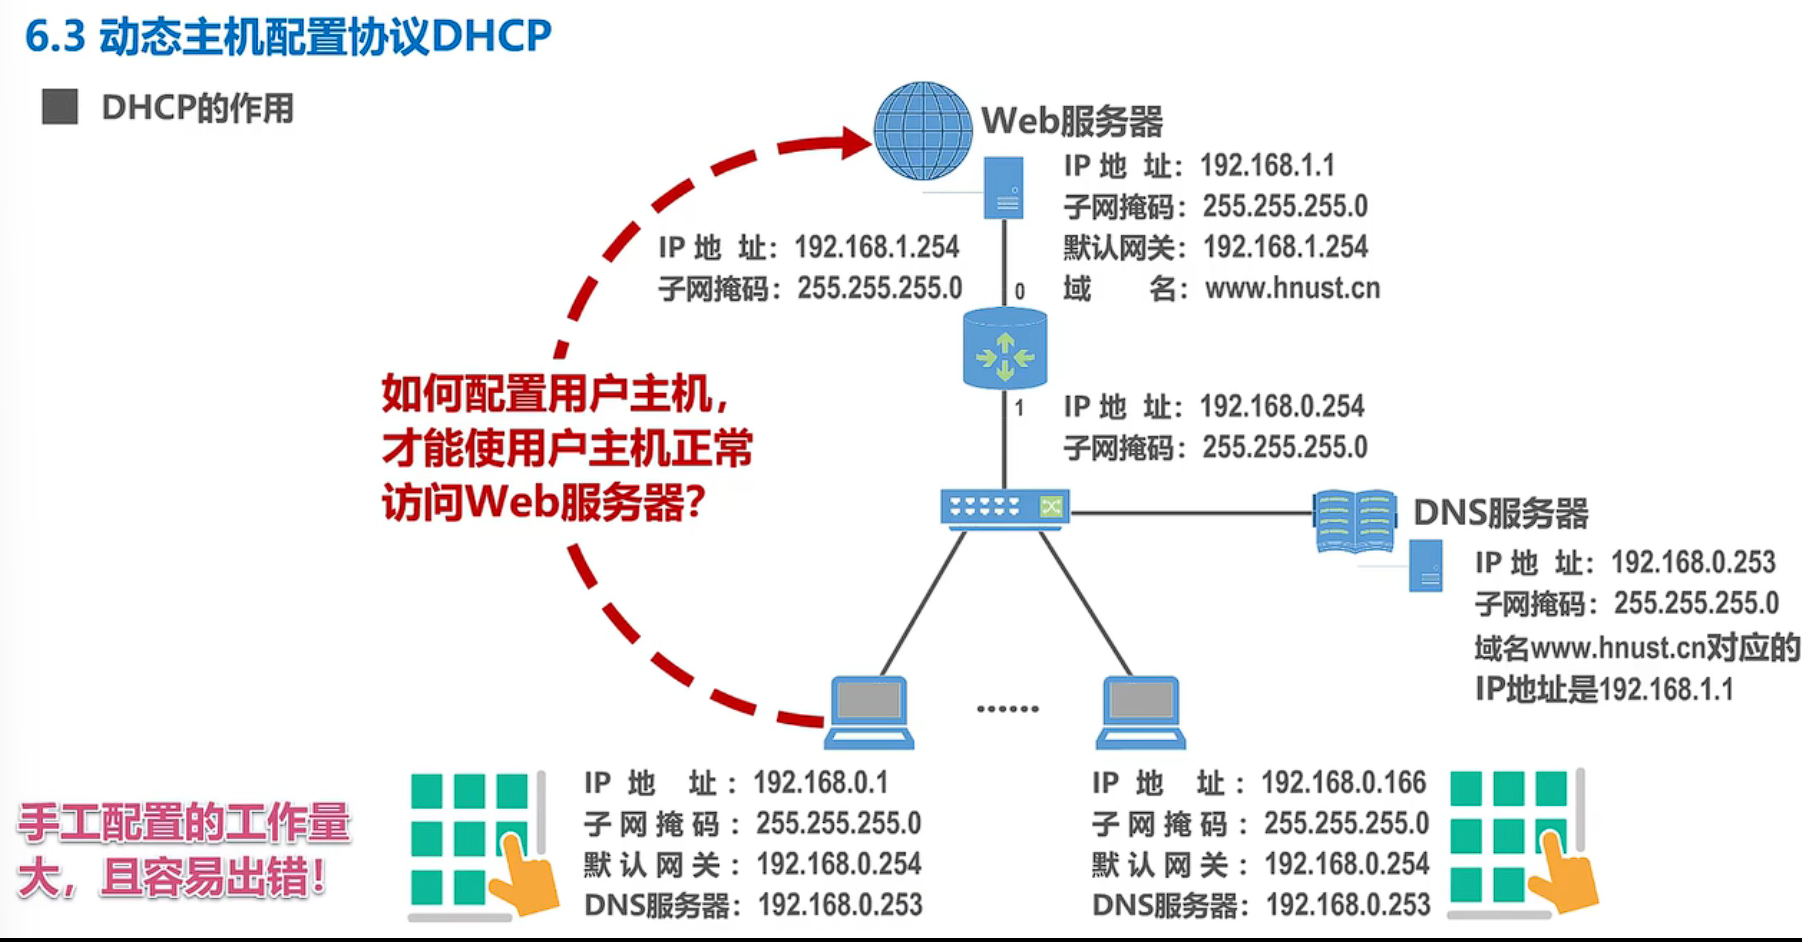 6.3 动态主机配置协议DHCP
DHCP的作用
Web服务器
IP 地 址：192.168.1.1
子网掩码：255.255.255.0
默认网关：192.168.1.254
域 名：www.hnust.cn
IP 地 址：192.168.1.254
子网掩码：255.255.255.0
0
如何配置用户主机，
才能使用户主机正常
访问Web服务器？
1
IP 地 址：192.168.0.254
子网掩码：255.255.255.0
DNS服务器
IP 地 址：192.168.0.253
子网掩码：255.255.255.0
域名www.hnust.cn对应的
IP地址是192.168.1.1
......
手工配置的工作量
大，且容易出错！
IP 地 址：192.168.0.1
子网掩码：255.255.255.0
默认网关：192.168.0.254
DNS服务器：192.168.0.253
IP 地 址：192.168.0.166
子网掩码：255.255.255.0
默认网关：192.168.0.254
DNS服务器：192.168.0.253